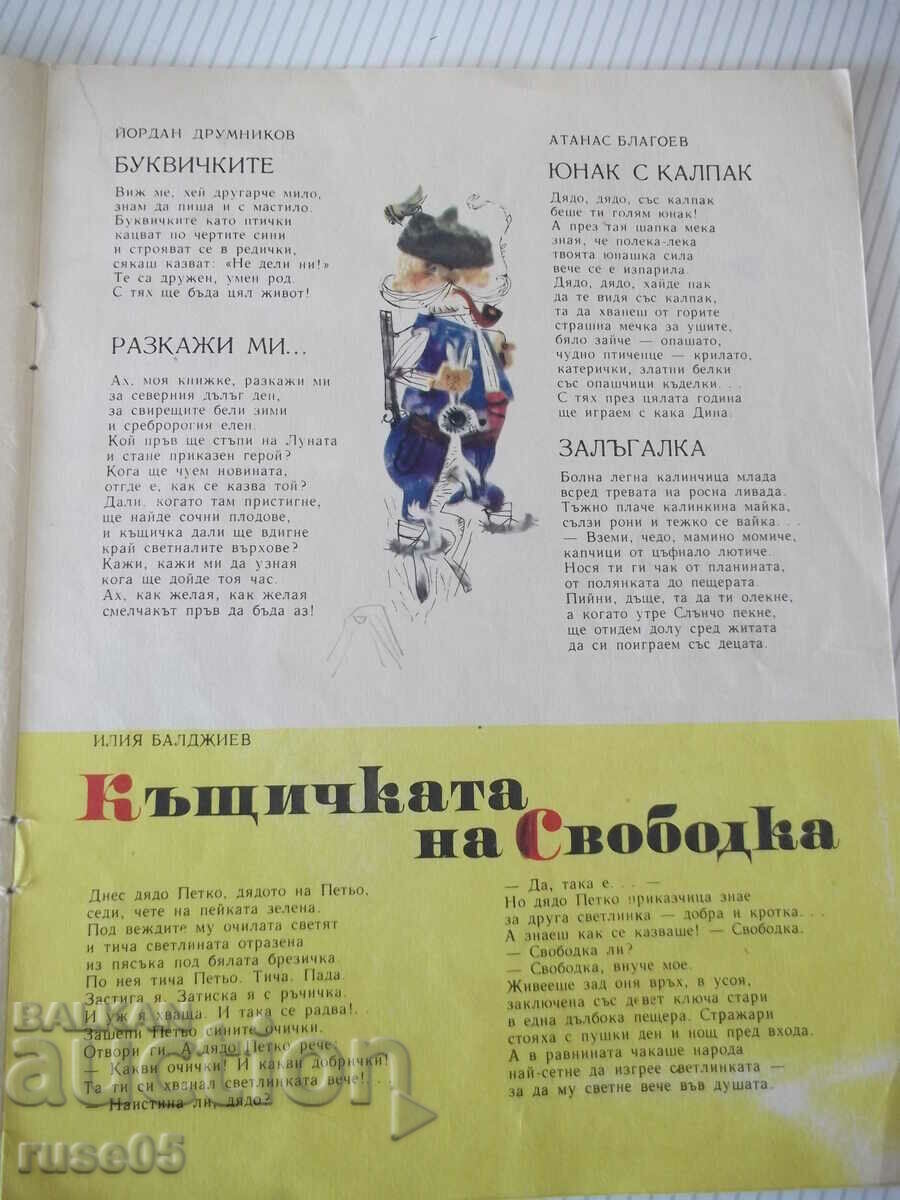 ЙОРДАН ДРУМНИКОВ
БУКВИЧКИТЕ
Виж ме, хей другарче мило,
знам да пиша и с мастило.
Буквичките като птички
кацват по чертите сини
и строяват се в редички,
сякаш казват: «Не дели ни!»
Те са дружен, умен род.
С тях ще бъда цял живот!
РАЗКАЖИ МИ...
Ах, моя книжке, разкажи ми
за северния дълъг ден,
за свирещите бели зими
и сребророгия елен.
Кой пръв ще стъпи на Луната
и стане приказен герой?
Кога ще чуем новината,
отгде е, как се казва той?
Дали, когато там пристигне,
ще найде сочни плодове,
и къщичка дали ще вдигне
край светналите върхове?
Кажи, кажи ми да узная
кога ще дойде тоя час.
Ах, как желая, как желая
смелчакът пръв да бъда аз!
АТАНАС БЛАГОЕВ
ЮНАК С КАЛПАК
Дядо, дядо, със калпак
беше ти голям юнак!
А през тая шапка мека
зная, че полека-лека
твоята юнашка сила
вече се е изпарила.
Дядо, дядо, хайде пак
да те видя със калпак,
та да хванеш от горите
страшна мечка за ушите,
бяло зайче — опашато,
чудно птиченце — крилато,
катерички, златни белки
със опашчици къделки. . .
С тях през цялата година
ще играем с кака Дина.
ЗАЛЪГАЛКА
Болна легна калинчица млада
всред тревата на росна ливада.
Тъжно плаче калинкина майка,
сълзи рони и тежко се вайка. . .
— Вземи, чедо, мамино момиче,
капчици от цъфнало лютиче.
Нося ти ги чак от планината,
от полянката до пещерата.
Пийни, дъще, та да ти олекне,
а когато утре Слънчо пекне,
ще отидем долу сред житата
да си поиграем със децата.
ИЛИЯ БАЛДЖИЕВ
Къщичката
на Свободка
Днес дядо Петко, дядото на Петьо,
седи, чете на пейката зелена.
Под веждите му очилата светят
и тича светлината отразена
из пясъка под бялата брезичка.
По нея тича Петьо. Тича. Пада.
Застига я. Затиска я с ръчичка.
И уж я хваща. И така се радва!. .
Зашепи Петьо сините очички.
Отвори ги. А дядо Петко рече:
— Какви очички! И какви добрички!
Та ти си хванал светлинката вече!. .
— Наистина ли, дядо?
— Да, така е. . . —
Но дядо Петко приказчица знае
за друга светлинка — добра и кротка. . .
А знаеш как се казваше! — Свободка.
— Свободка ли?
— Свободка, внуче мое.
Живееше зад оня връх, в усоя,
заключена със девет ключа стари
в една дълбока пещера. Стражари
стояха с пушки ден и нощ пред входа.
А в равнината чакаше народа
най-сетне да изгрее светлинката —
за да му светне вече във душата.
BALKAN
auction
ruse05